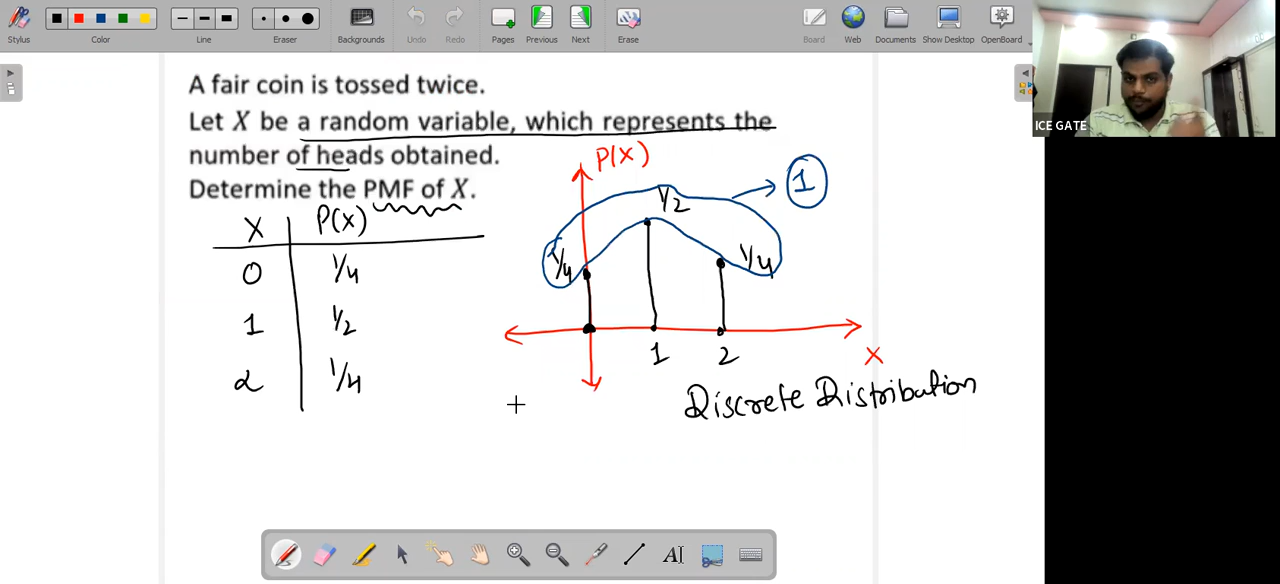 Stylus Color Line Eraser Backgrounds Undo Redo Pages Previous Next Erase Board Web Documents Show Desktop OpenBoard
A fair coin is tossed twice.
Let X be a random variable, which represents the
number of heads obtained.
Determine the PMF of X.
ICE GATE
P(X)
1
X P(X)
0 1/4
1 1/2
2 1/4
1/4 1/2 1/4
1 2
X
Discrete Distribution
AI